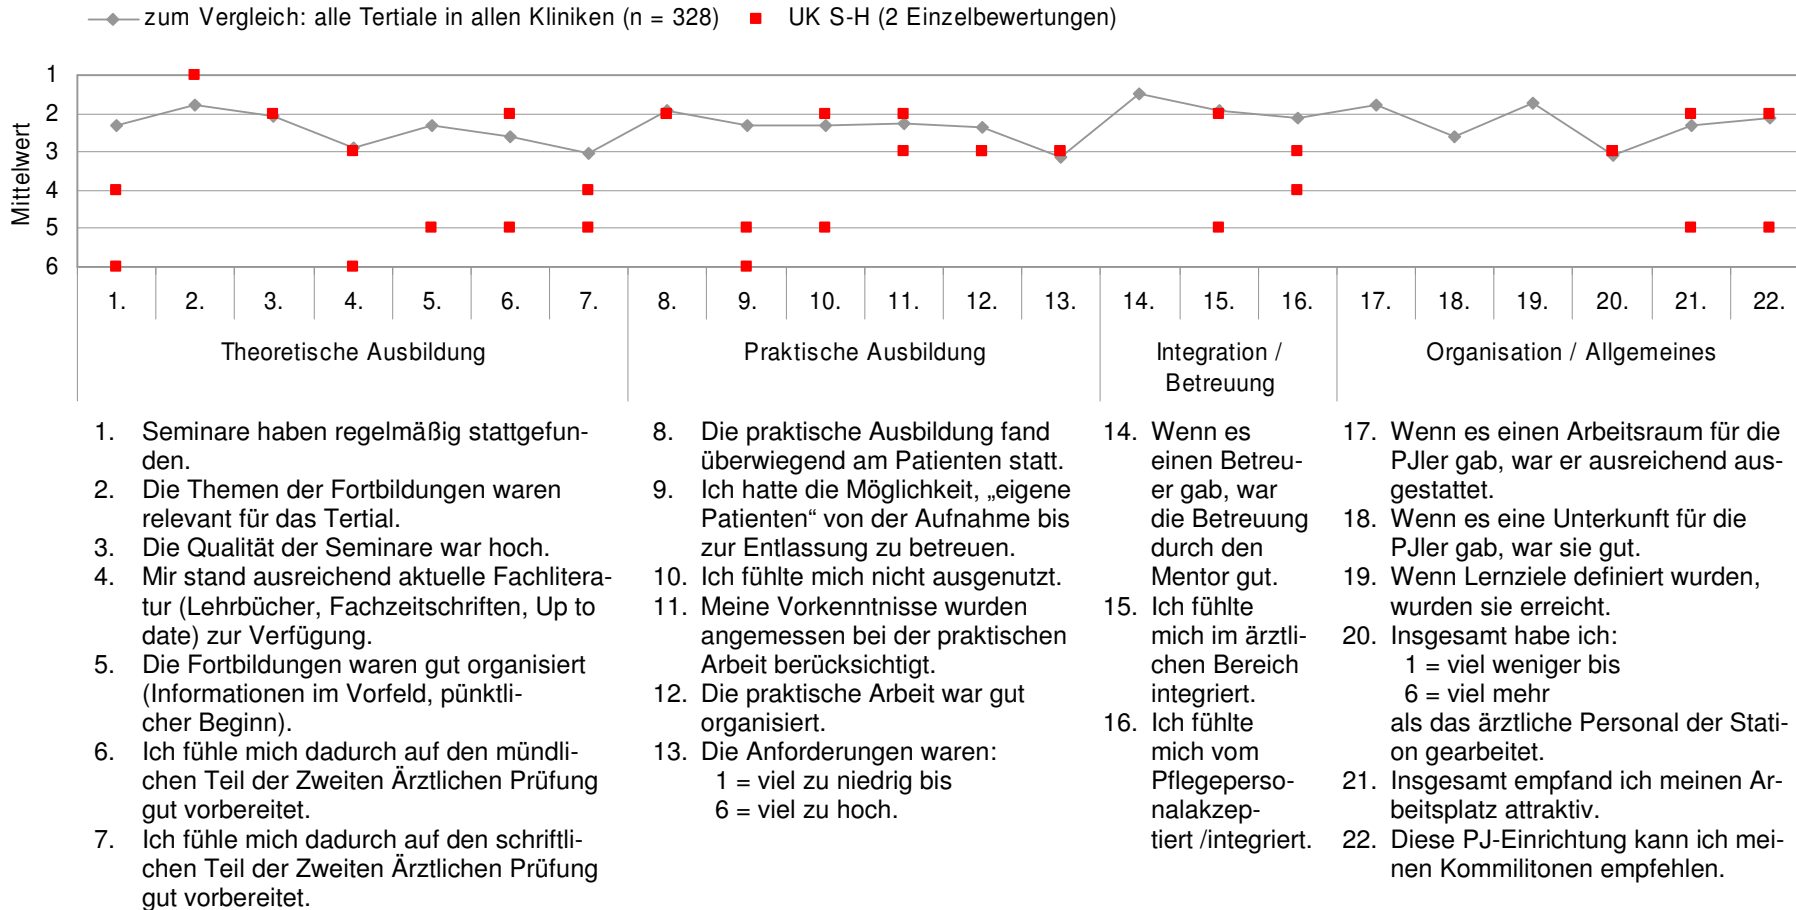 zum Vergleich: alle Tertiale in allen Kliniken (n = 328)
UK S-H (2 Einzelbewertungen)
Mittelwert
1
2
3
4
5
6
1. 2. 3. 4. 5. 6. 7. 8. 9. 10. 11. 12. 13. 14. 15. 16. 17. 18. 19. 20. 21. 22.
Theoretische Ausbildung
Praktische Ausbildung
Integration /
Betreuung
Organisation / Allgemeines
1. Seminare haben regelmäßig stattgefun-
den.
2. Die Themen der Fortbildungen waren
relevant für das Tertial.
3. Die Qualität der Seminare war hoch.
4. Mir stand ausreichend aktuelle Fachlitera-
tur (Lehrbücher, Fachzeitschriften, Up to
date) zur Verfügung.
5. Die Fortbildungen waren gut organisiert
(Informationen im Vorfeld, pünktli-
cher Beginn).
6. Ich fühle mich dadurch auf den mündli-
chen Teil der Zweiten Ärztlichen Prüfung
gut vorbereitet.
7. Ich fühle mich dadurch auf den schriftli-
chen Teil der Zweiten Ärztlichen Prüfung
gut vorbereitet.
8. Die praktische Ausbildung fand
überwiegend am Patienten statt.
9. Ich hatte die Möglichkeit, „eigene
Patienten“ von der Aufnahme bis
zur Entlassung zu betreuen.
10. Ich fühlte mich nicht ausgenutzt.
11. Meine Vorkenntnisse wurden
angemessen bei der praktischen
Arbeit berücksichtigt.
12. Die praktische Arbeit war gut
organisiert.
13. Die Anforderungen waren:
1 = viel zu niedrig bis
6 = viel zu hoch.
14. Wenn es
einen Betreu-
er gab, war
die Betreuung
durch den
Mentor gut.
15. Ich fühlte
mich im ärztli-
chen Bereich
integriert.
16. Ich fühlte
mich vom
Pflegeperso-
nalakzep-
tiert /integriert.
17. Wenn es einen Arbeitsraum für die
PJler gab, war er ausreichend aus-
gestattet.
18. Wenn es eine Unterkunft für die
PJler gab, war sie gut.
19. Wenn Lernziele definiert wurden,
wurden sie erreicht.
20. Insgesamt habe ich:
1 = viel weniger bis
6 = viel mehr
als das ärztliche Personal der Stati-
on gearbeitet.
21. Insgesamt empfand ich meinen Ar-
beitsplatz attraktiv.
22. Diese PJ-Einrichtung kann ich mei-
nen Kommilitonen empfehlen.